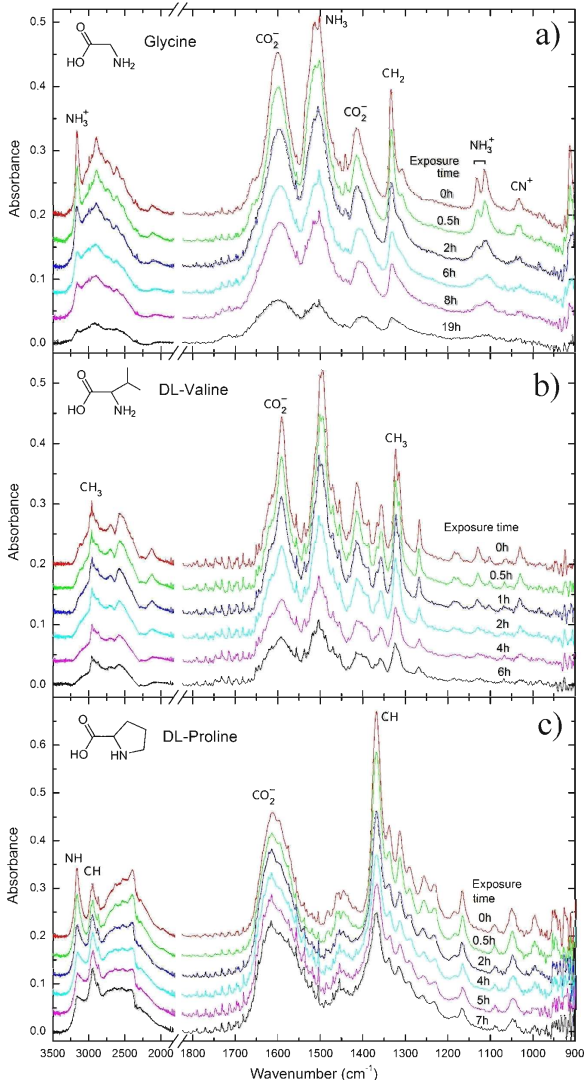 a)
O
HO
NH₂
Glycine
NH₃⁺
CO₂⁻
NH₃
CO₂⁻
CH₂
NH₃⁺
CN⁺
Exposure
time
0h
0.5h
2h
6h
8h
19h
Absorbance
0.5
0.4
0.3
0.2
0.1
0.0
b)
O
HO
NH₂
DL-Valine
CH₃
CO₂⁻
CH₃
Exposure time
0h
0.5h
1h
2h
4h
6h
Absorbance
0.5
0.4
0.3
0.2
0.1
0.0
c)
O
HO
HN
DL-Proline
NH
CH
CO₂⁻
CH
Exposure
time
0h
0.5h
2h
4h
5h
7h
Absorbance
0.6
0.5
0.4
0.3
0.2
0.1
0.0
3500 3000 2500 2000 1800 1700 1600 1500 1400 1300 1200 1100 1000 900
Wavenumber (cm⁻¹)